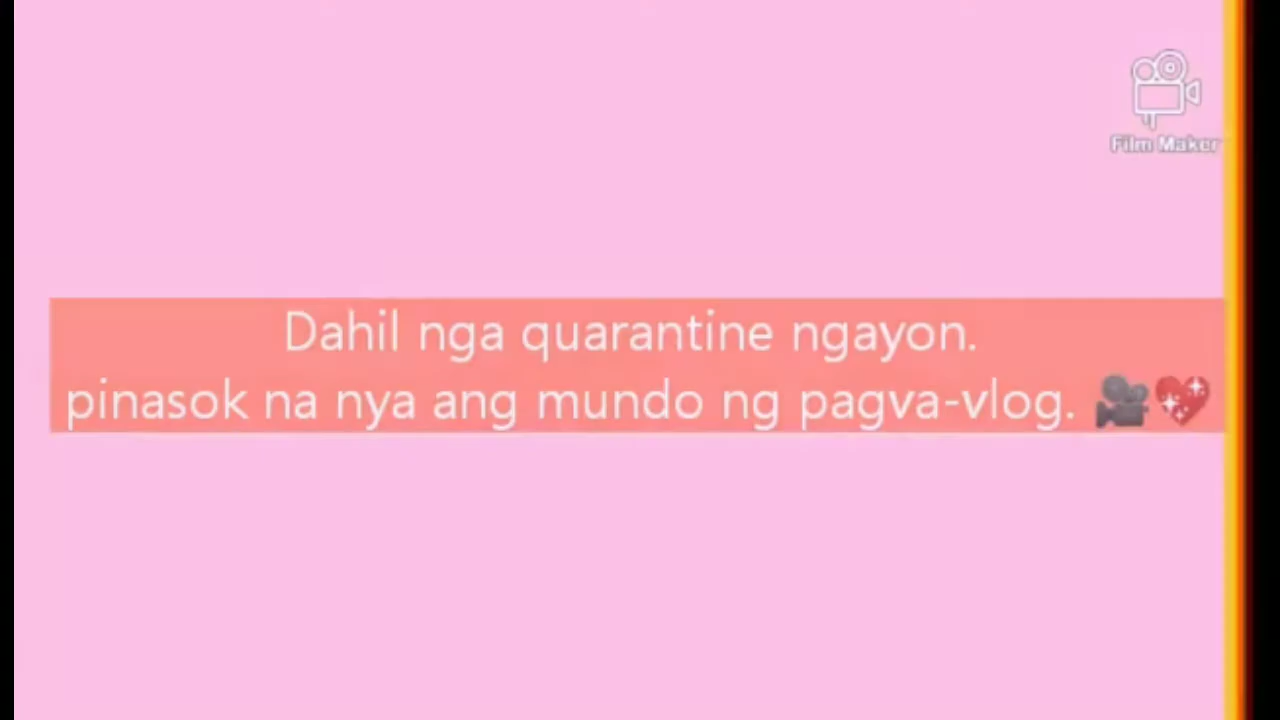 Film Maker
Dahil nga quarantine ngayon.
pinasok na nya ang mundo ng pagva-vlog. 🎥💖